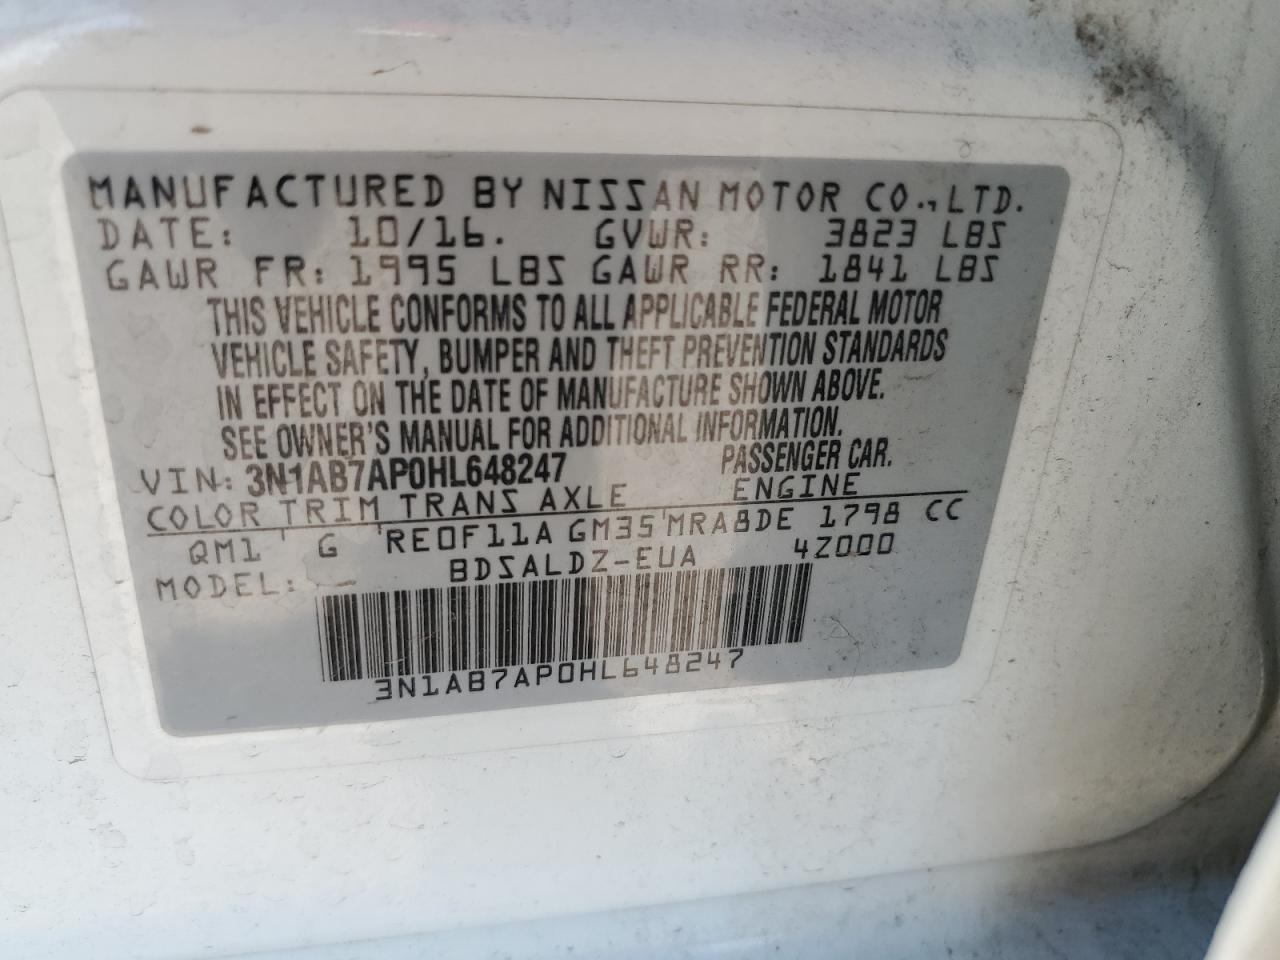 MANUFACTURED BY NISSAN MOTOR CO., LTD.
DATE: 10/16. GVWR: 3823 LBS
GAWR FR: 1995 LBS GAWR RR: 1841 LBS
THIS VEHICLE CONFORMS TO ALL APPLICABLE FEDERAL MOTOR
VEHICLE SAFETY, BUMPER AND THEFT PREVENTION STANDARDS
IN EFFECT ON THE DATE OF MANUFACTURE SHOWN ABOVE.
SEE OWNER'S MANUAL FOR ADDITIONAL INFORMATION.
VIN: 3N1AB7AP0HL648247 PASSENGER CAR.
COLOR TRIM TRANS AXLE ENGINE
QM1 G RE0F11A GM35 MRA8DE 1798 CC
MODEL: BDSALDZ-EUA 4Z000
3N1AB7AP0HL648247